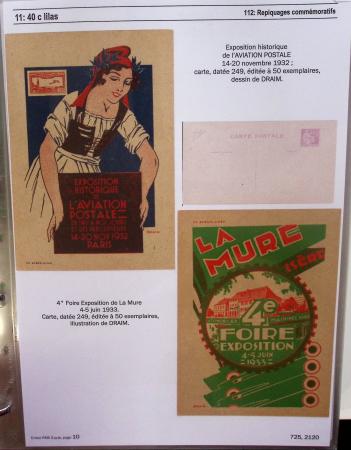 11: 40 c lilas
112: Repiquages commémoratifs
Exposition historique
de l'AVIATION POSTALE
14-20 novembre 1932 ;
carte, datée 249, éditée à 50 exemplaires,
dessin de DRAIM.
EXPOSITION
HISTORIQUE
DE
L'AVIATION
POSTALE
14-20 NOV 1932
PARIS
CARTE POSTALE
4° Foire Exposition de La Mure
4-5 juin 1933.
Carte, datée 249, éditée à 50 exemplaires,
illustration de DRAIM.
LA
MURE
ISÈRE
4e
FOIRE
EXPOSITION
4-5 JUIN
1933
page 10
725, 2120